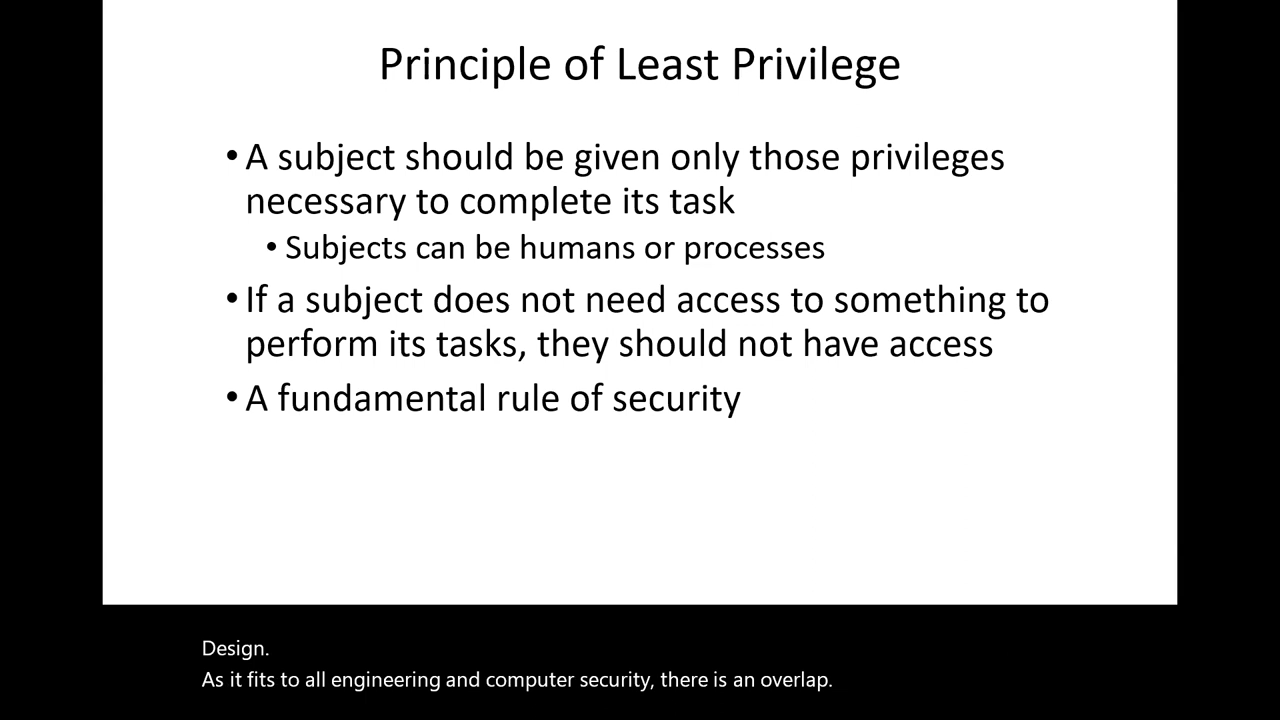 Principle of Least Privilege
• A subject should be given only those privileges
necessary to complete its task
• Subjects can be humans or processes
• If a subject does not need access to something to
perform its tasks, they should not have access
• A fundamental rule of security
Design.
As it fits to all engineering and computer security, there is an overlap.